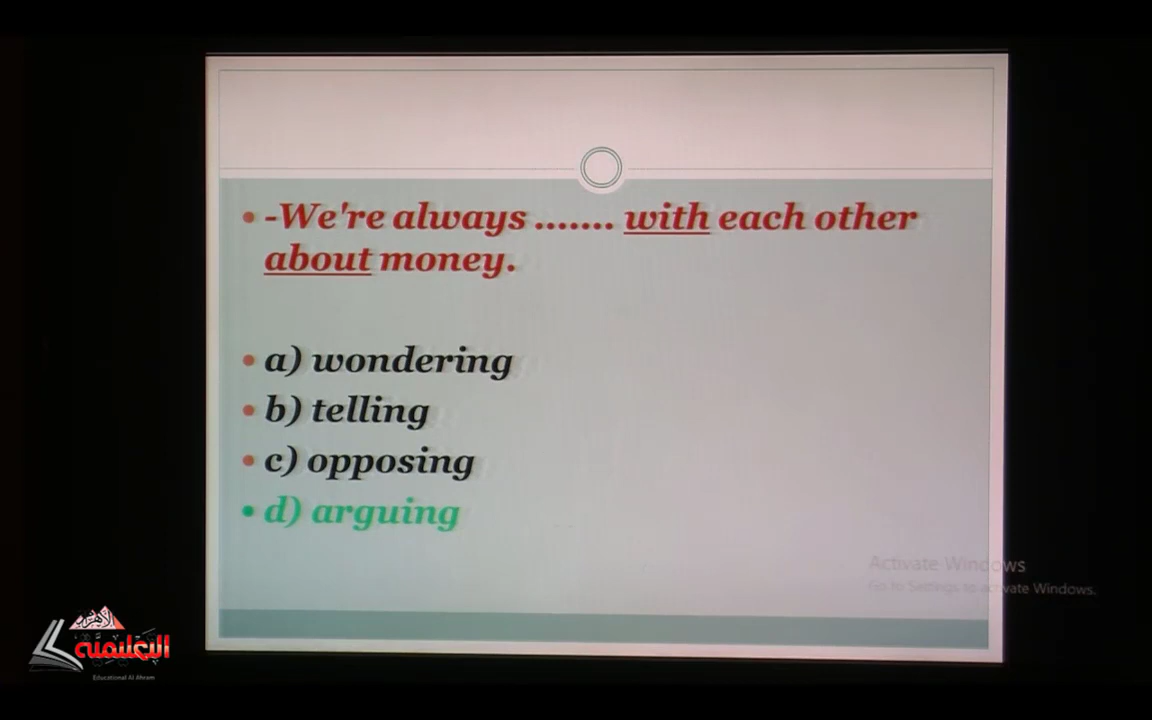 -We're always ....... with each other
about money.
a) wondering
b) telling
c) opposing
d) arguing
Activate Windows
Go to Settings to activate Windows.
الأهرام
التعليمية
Educational Al Ahram